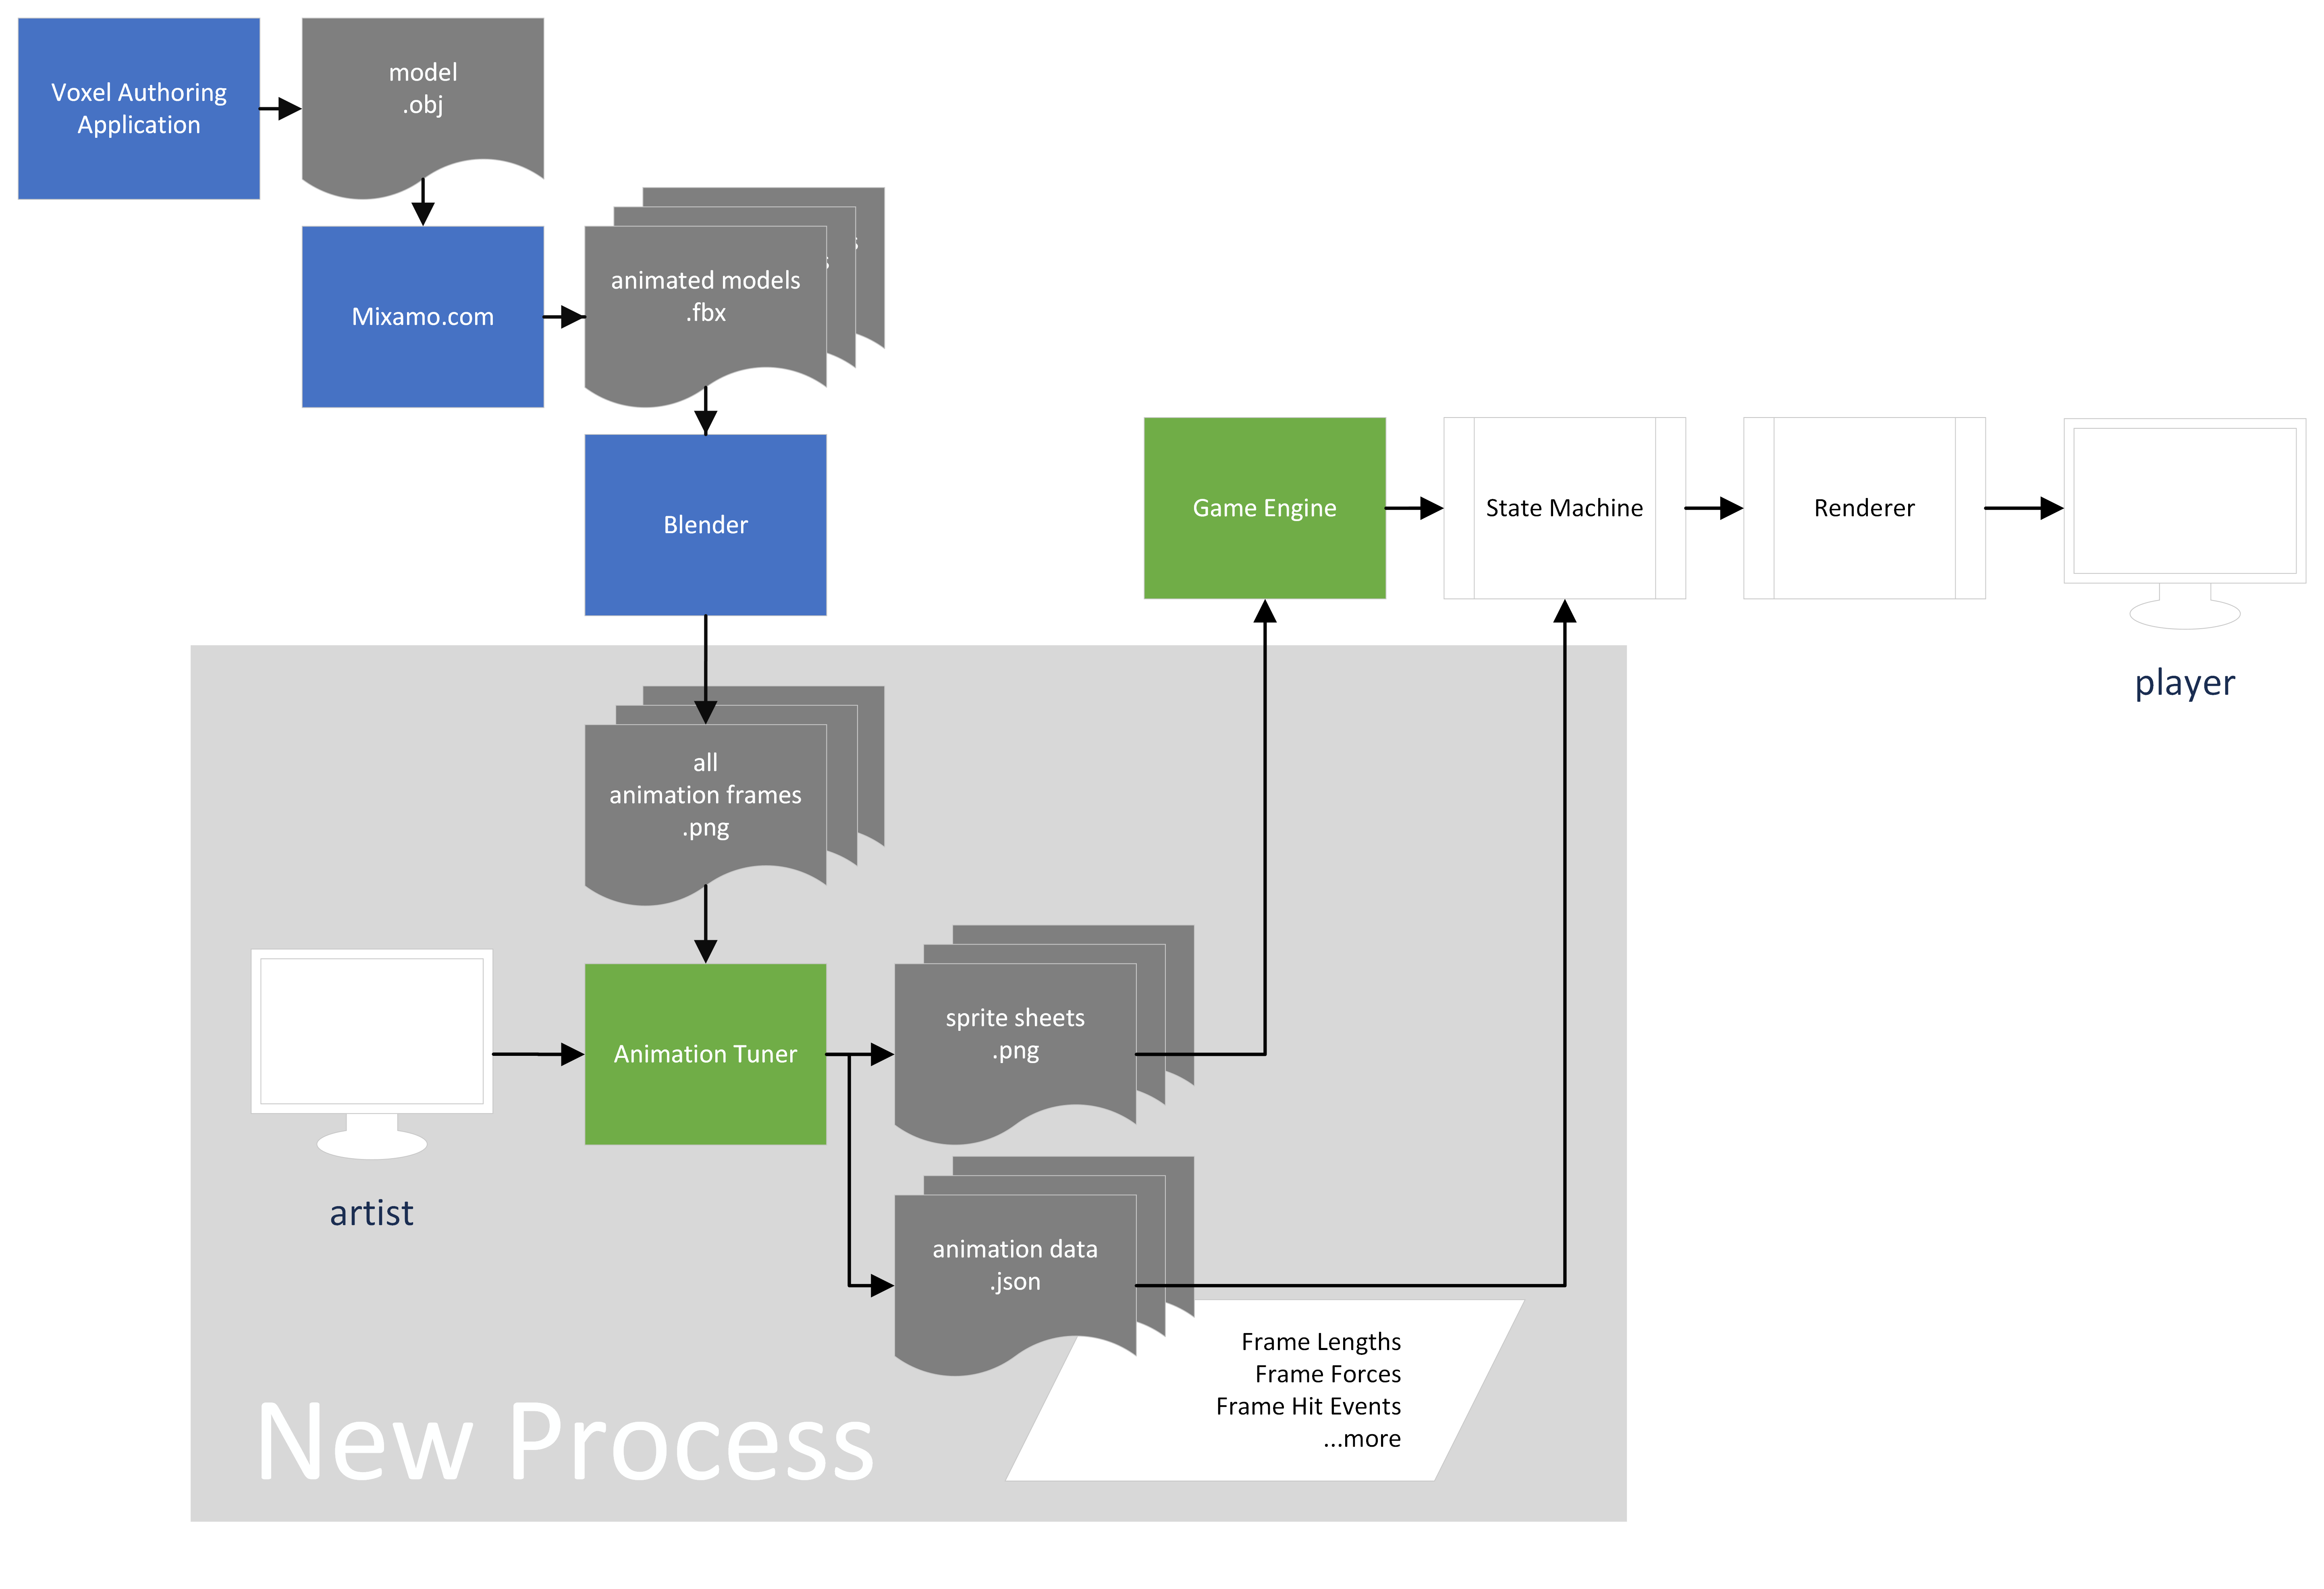 Voxel Authoring
Application
model
.obj
Mixamo.com
animated models
.fbx
Blender
Game Engine
State Machine
Renderer
player
all
animation frames
.png
artist
Animation Tuner
sprite sheets
.png
animation data
.json
Frame Lengths
Frame Forces
Frame Hit Events
...more
New Process